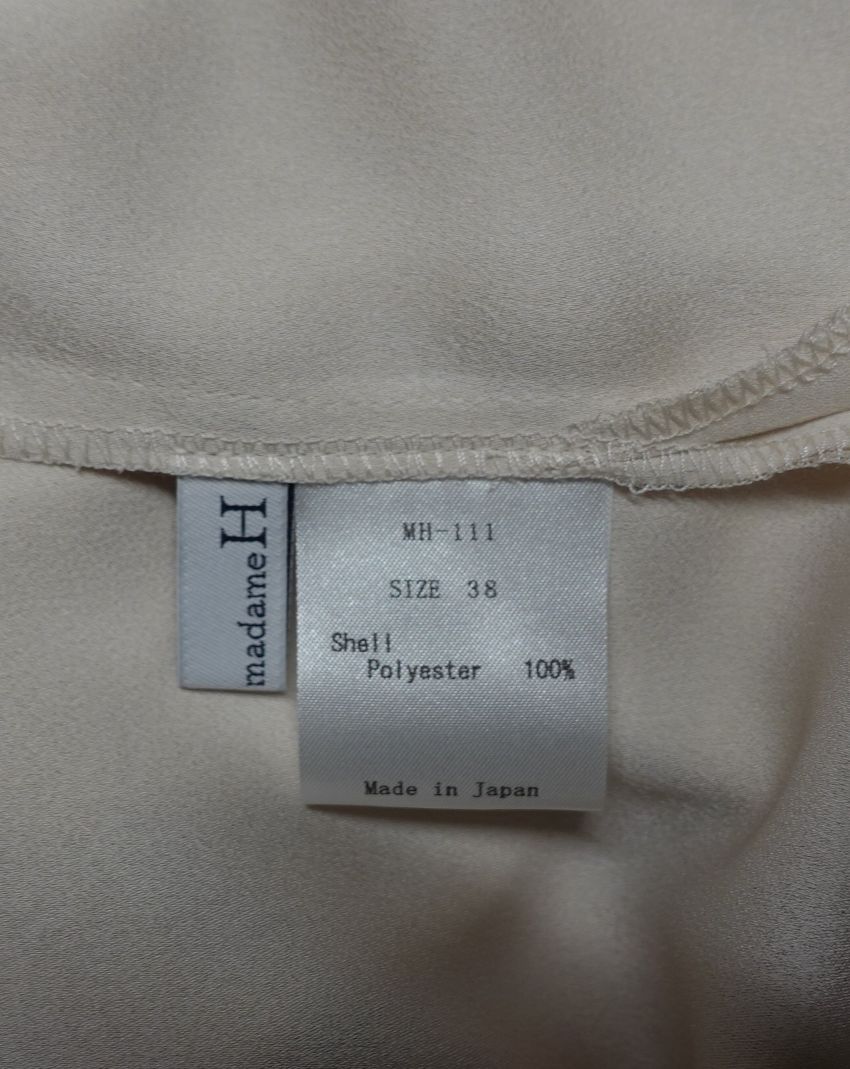 madame H
MH-111
SIZE 38
Shell
Polyester 100%
Made in Japan